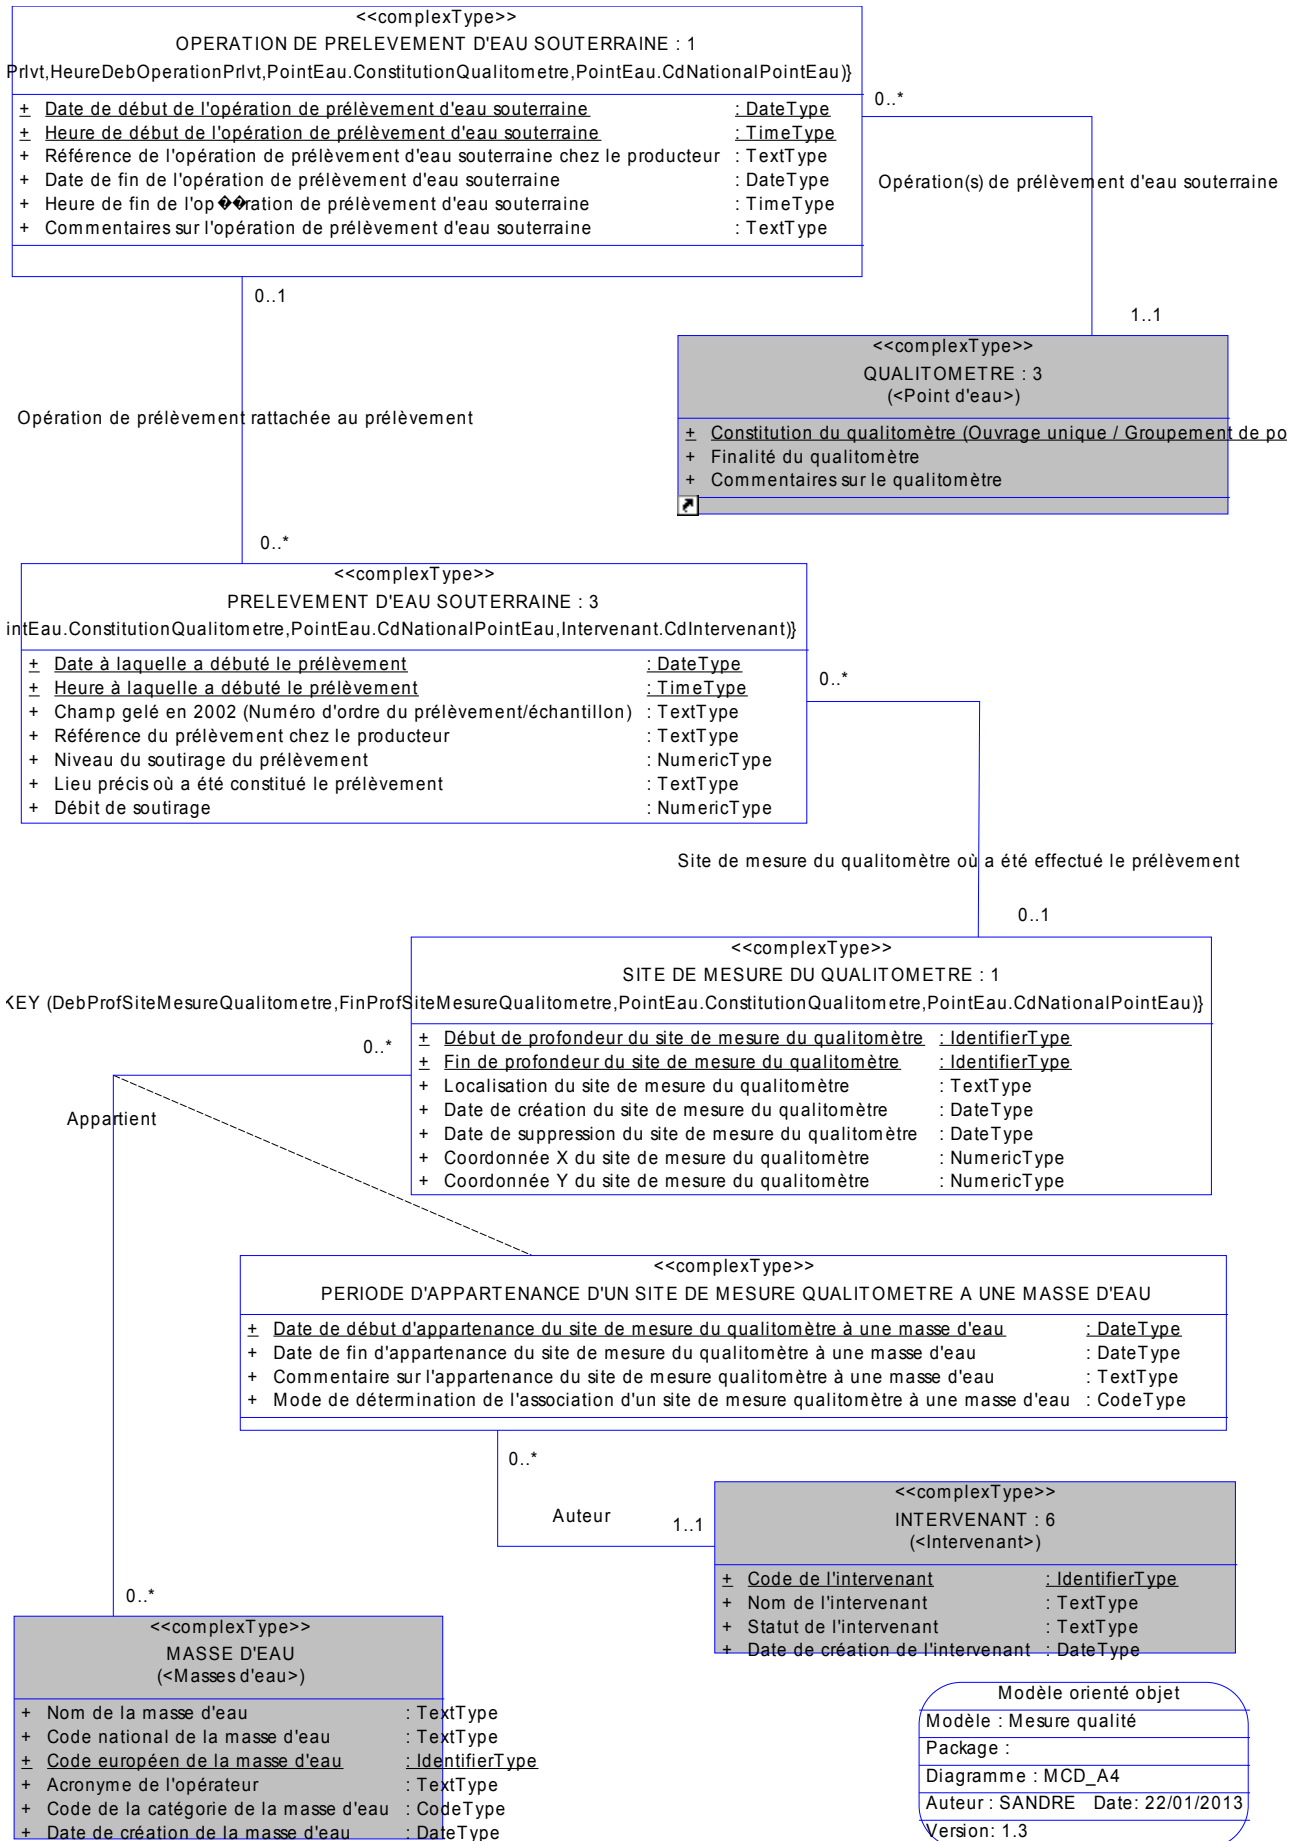 <<complexType>>
OPERATION DE PRELEVEMENT D'EAU SOUTERRAINE : 1
Prlvt,HeureDebOperationPrlvt,PointEau.ConstitutionQualitometre,PointEau.CdNationalPointEau)}
+ Date de début de l'opération de prélèvement d'eau souterraine : DateType
+ Heure de début de l'opération de prélèvement d'eau souterraine : TimeType
+ Référence de l'opération de prélèvement d'eau souterraine chez le producteur : TextType
+ Date de fin de l'opération de prélèvement d'eau souterraine : DateType
+ Heure de fin de l'op��ration de prélèvement d'eau souterraine : TimeType
+ Commentaires sur l'opération de prélèvement d'eau souterraine : TextType
0..*
Opération(s) de prélèvement d'eau souterraine
1..1
0..1
Opération de prélèvement rattachée au prélèvement
0..*
<<complexType>>
QUALITOMETRE : 3
(<Point d'eau>)
+ Constitution du qualitomètre (Ouvrage unique / Groupement de po
+ Finalité du qualitomètre
+ Commentaires sur le qualitomètre
<<complexType>>
PRELEVEMENT D'EAU SOUTERRAINE : 3
intEau.ConstitutionQualitometre,PointEau.CdNationalPointEau,Intervenant.CdIntervenant)}
+ Date à laquelle a débuté le prélèvement : DateType
+ Heure à laquelle a débuté le prélèvement : TimeType
+ Champ gelé en 2002 (Numéro d'ordre du prélèvement/échantillon) : TextType
+ Référence du prélèvement chez le producteur : TextType
+ Niveau du soutirage du prélèvement : NumericType
+ Lieu précis où a été constitué le prélèvement : TextType
+ Débit de soutirage : NumericType
0..*
Site de mesure du qualitomètre où a été effectué le prélèvement
0..1
<<complexType>>
SITE DE MESURE DU QUALITOMETRE : 1
KEY (DebProfSiteMesureQualitometre,FinProfSiteMesureQualitometre,PointEau.ConstitutionQualitometre,PointEau.CdNationalPointEau)}
+ Début de profondeur du site de mesure du qualitomètre : IdentifierType
+ Fin de profondeur du site de mesure du qualitomètre : IdentifierType
+ Localisation du site de mesure du qualitomètre : TextType
+ Date de création du site de mesure du qualitomètre : DateType
+ Date de suppression du site de mesure du qualitomètre : DateType
+ Coordonnée X du site de mesure du qualitomètre : NumericType
+ Coordonnée Y du site de mesure du qualitomètre : NumericType
0..*
Appartient
<<complexType>>
PERIODE D'APPARTENANCE D'UN SITE DE MESURE QUALITOMETRE A UNE MASSE D'EAU
+ Date de début d'appartenance du site de mesure du qualitomètre à une masse d'eau : DateType
+ Date de fin d'appartenance du site de mesure du qualitomètre à une masse d'eau : DateType
+ Commentaire sur l'appartenance du site de mesure qualitomètre à une masse d'eau : TextType
+ Mode de détermination de l'association d'un site de mesure qualitomètre à une masse d'eau : CodeType
0..*
Auteur
1..1
<<complexType>>
INTERVENANT : 6
(<Intervenant>)
+ Code de l'intervenant : IdentifierType
+ Nom de l'intervenant : TextType
+ Statut de l'intervenant : TextType
+ Date de création de l'intervenant : DateType
0..*
<<complexType>>
MASSE D'EAU
(<Masses d'eau>)
+ Nom de la masse d'eau : TextType
+ Code national de la masse d'eau : TextType
+ Code européen de la masse d'eau : IdentifierType
+ Acronyme de l'opérateur : TextType
+ Code de la catégorie de la masse d'eau : CodeType
+ Date de création de la masse d'eau : DateType
Modèle orienté objet
Modèle : Mesure qualité
Package :
Diagramme : MCD_A4
Auteur : SANDRE Date: 22/01/2013
Version: 1.3